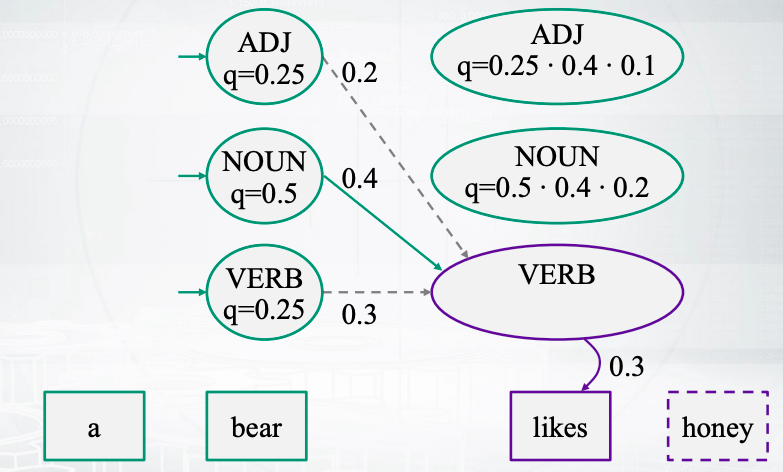 ADJ
q=0.25
0.2
ADJ
q=0.25 · 0.4 · 0.1
NOUN
q=0.5
0.4
NOUN
q=0.5 · 0.4 · 0.2
VERB
q=0.25
0.3
VERB
0.3
a
bear
likes
honey